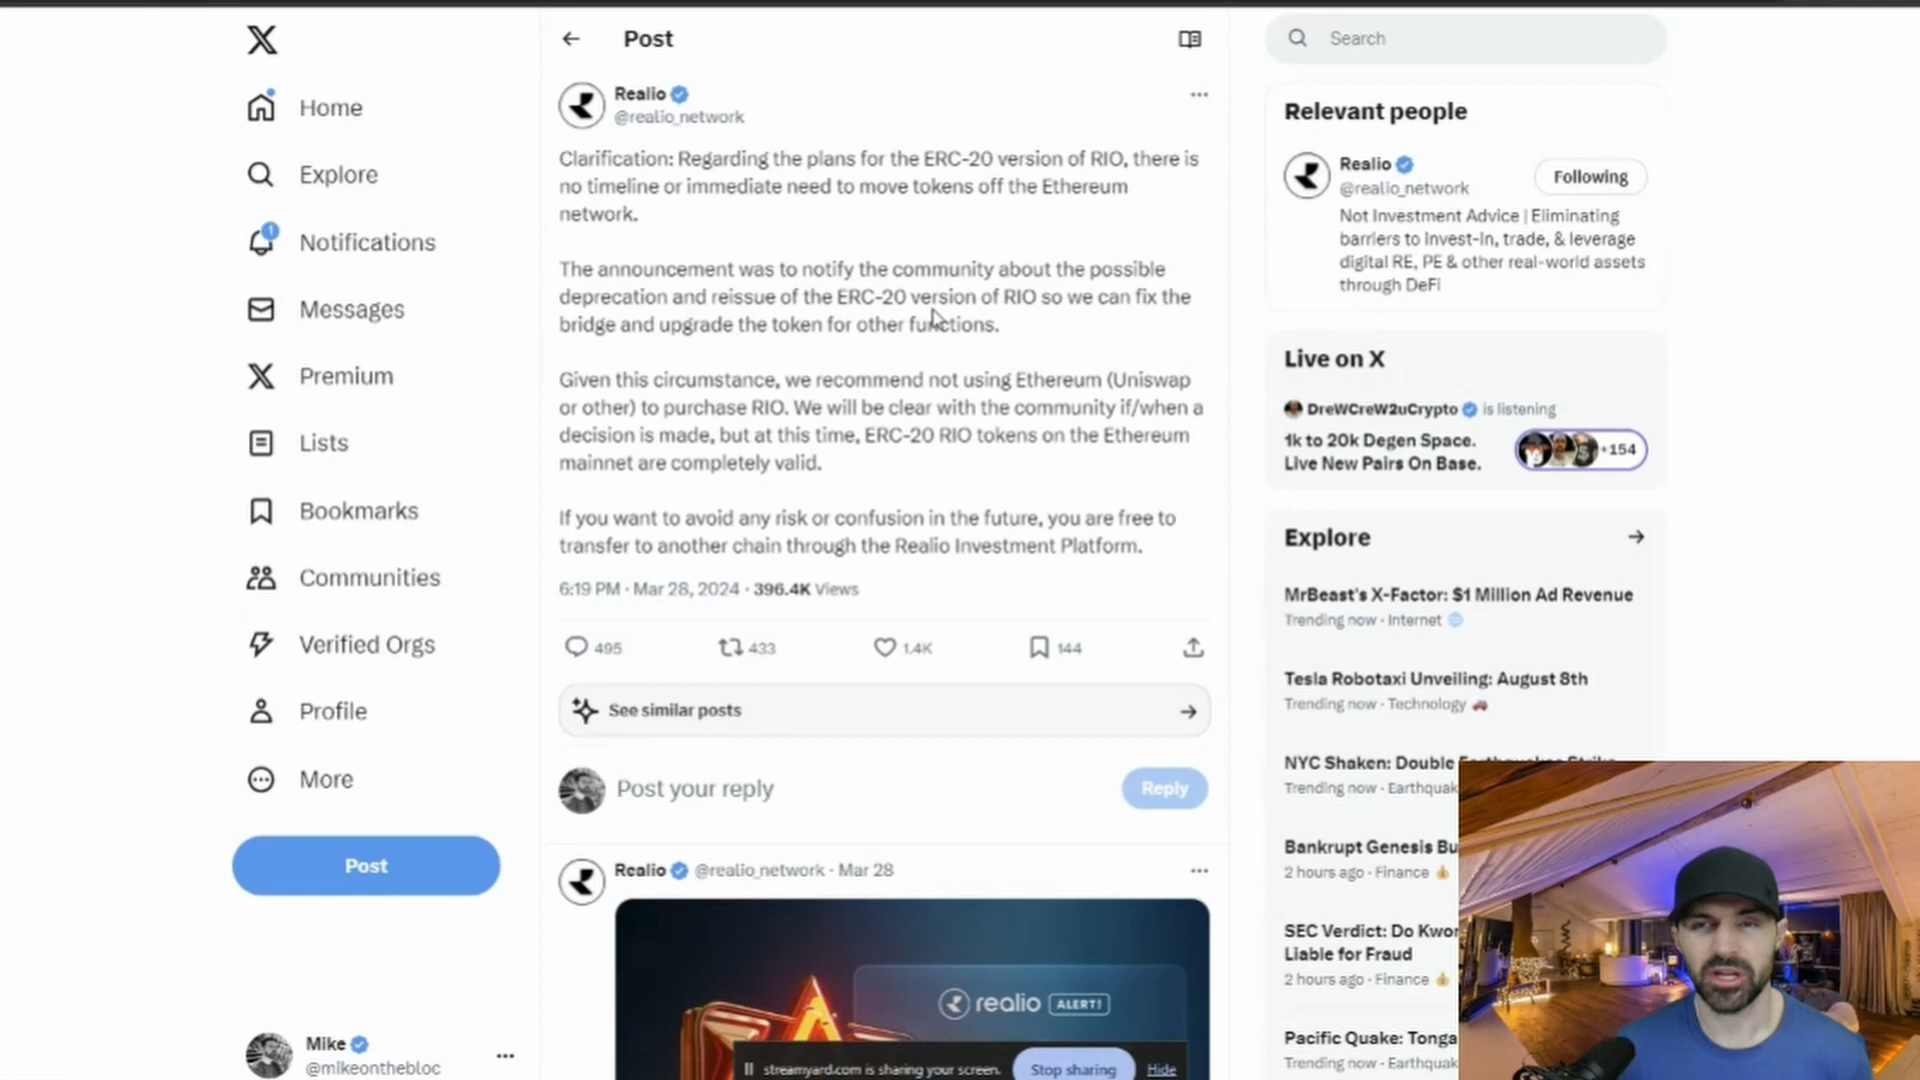 Home
Explore
1
Notifications
Messages
Premium
Lists
Bookmarks
Communities
Verified Orgs
Profile
More
Post
Mike
@mikeonthebloc
Post
Realio
@realio_network
Clarification: Regarding the plans for the ERC-20 version of RIO, there is
no timeline or immediate need to move tokens off the Ethereum
network.
The announcement was to notify the community about the possible
deprecation and reissue of the ERC-20 version of RIO so we can fix the
bridge and upgrade the token for other functions.
Given this circumstance, we recommend not using Ethereum (Uniswap
or other) to purchase RIO. We will be clear with the community if/when a
decision is made, but at this time, ERC-20 RIO tokens on the Ethereum
mainnet are completely valid.
If you want to avoid any risk or confusion in the future, you are free to
transfer to another chain through the Realio Investment Platform.
6:19 PM · Mar 28, 2024 · 396.4K Views
495 433 1.4K 144
See similar posts
Post your reply
Reply
Realio @realio_network · Mar 28
realio ALERT!
streamyard.com is sharing your screen. Stop sharing Hide
Search
Relevant people
Realio
@realio_network
Following
Not Investment Advice | Eliminating
barriers to Invest-In, trade, & leverage
digital RE, PE & other real-world assets
through DeFi
Live on X
DreWCreW2uCrypto is listening
1k to 20k Degen Space.
Live New Pairs On Base.
+154
Explore
MrBeast's X-Factor: $1 Million Ad Revenue
Trending now · Internet
Tesla Robotaxi Unveiling: August 8th
Trending now · Technology
NYC Shaken: Double
Trending now · Earthquak
Bankrupt Genesis Bu
2 hours ago · Finance
SEC Verdict: Do Kwon
Liable for Fraud
2 hours ago · Finance
Pacific Quake: Tonga
Trending now · Earthquak